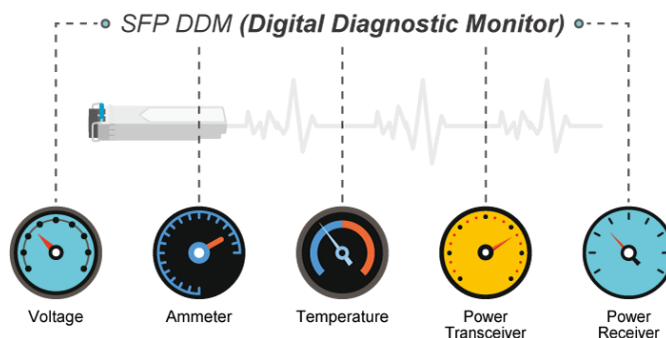 SFP DDM (Digital Diagnostic Monitor)
Voltage
Ammeter
Temperature
Power
Transceiver
Power
Receiver